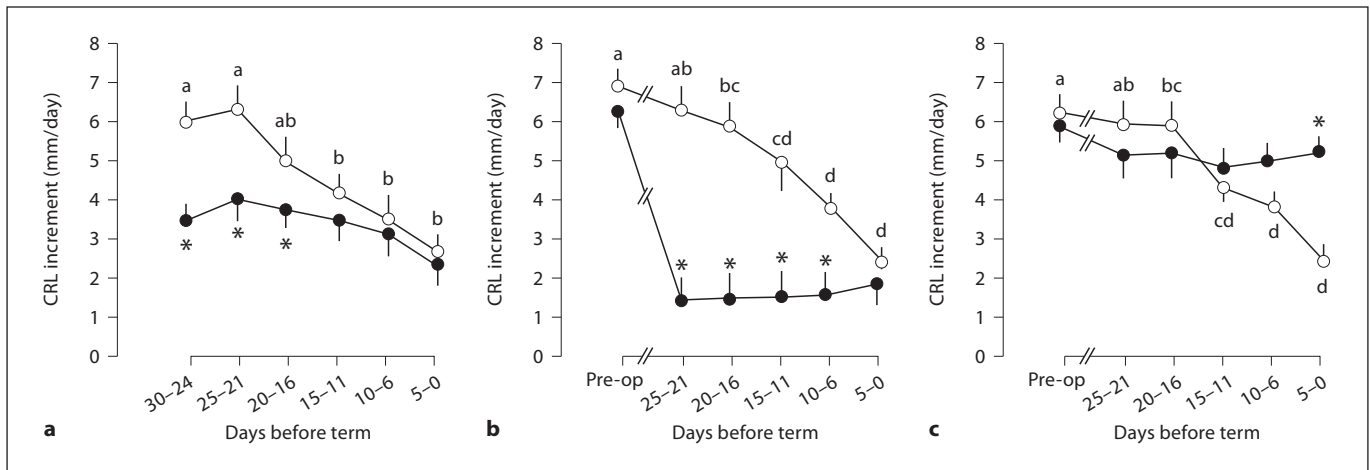 8
7
6
5
4
3
2
1
0
CRL increment (mm/day)
a
a
ab
b
b
b
*
*
*
30–24
25–21
20–16
15–11
10–6
5–0
Days before term
a
8
7
6
5
4
3
2
1
0
CRL increment (mm/day)
a
ab
bc
cd
d
d
*
*
*
*
Pre-op
25–21
20–16
15–11
10–6
5–0
Days before term
b
8
7
6
5
4
3
2
1
0
CRL increment (mm/day)
a
ab
bc
*
cd
d
d
Pre-op
25–21
20–16
15–11
10–6
5–0
Days before term
c